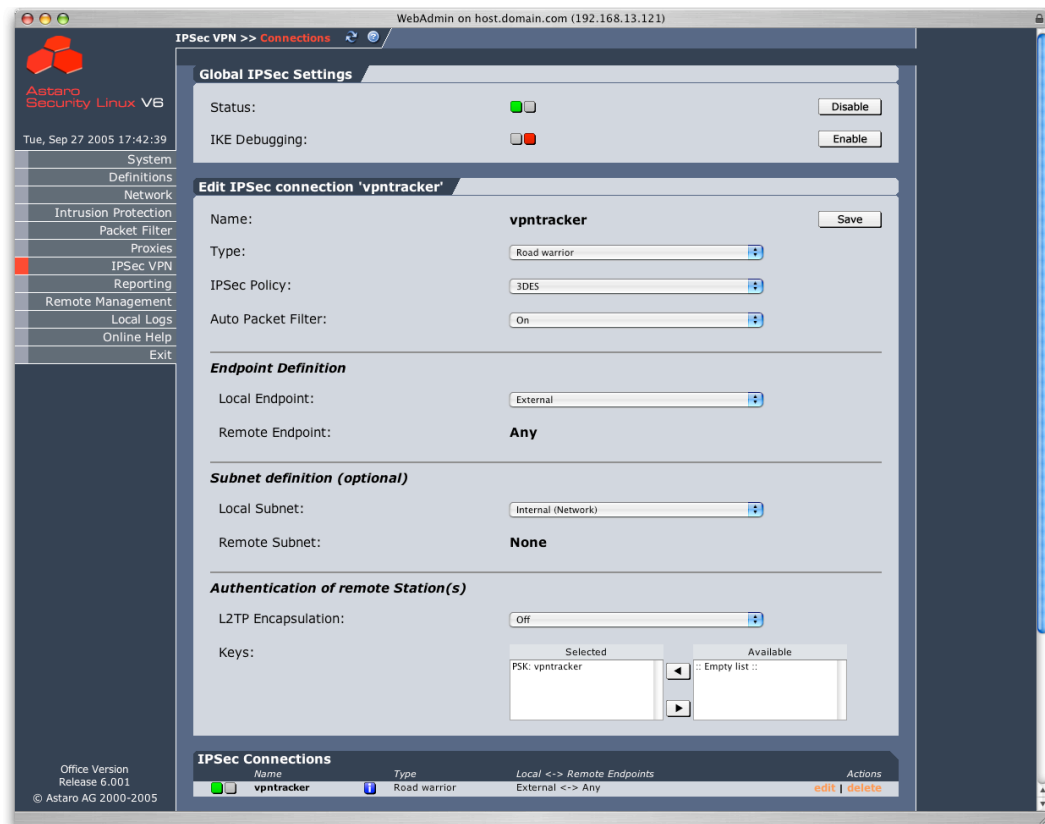 WebAdmin on host.domain.com (192.168.13.121)
IPSec VPN >> Connections
Astaro
Security Linux V6
Tue, Sep 27 2005 17:42:39
System
Definitions
Network
Intrusion Protection
Packet Filter
Proxies
IPSec VPN
Reporting
Remote Management
Local Logs
Online Help
Exit
Global IPSec Settings
Status: Disable
IKE Debugging: Enable
Edit IPSec connection 'vpntracker'
Name: vpntracker Save
Type: Road warrior
IPSec Policy: 3DES
Auto Packet Filter: On
Endpoint Definition
Local Endpoint: External
Remote Endpoint: Any
Subnet definition (optional)
Local Subnet: Internal (Network)
Remote Subnet: None
Authentication of remote Station(s)
L2TP Encapsulation: Off
Keys: Selected Available
PSK: vpntracker :: Empty list ::
IPSec Connections
Name Type Local <-> Remote Endpoints Actions
vpntracker Road warrior External <-> Any edit | delete
Office Version
Release 6.001
© Astaro AG 2000-2005